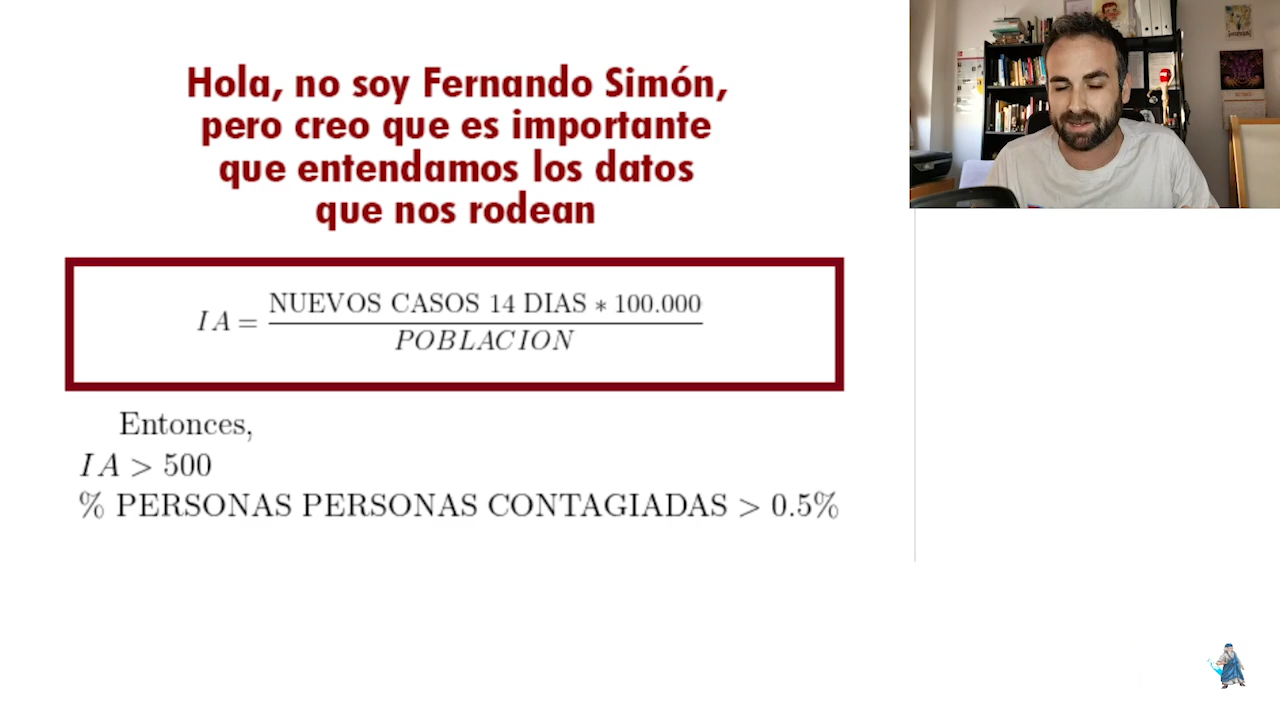 Hola, no soy Fernando Simón,
pero creo que es importante
que entendamos los datos
que nos rodean
IA = NUEVOS CASOS 14 DIAS * 100.000
POBLACION
Entonces,
IA > 500
% PERSONAS PERSONAS CONTAGIADAS > 0.5%